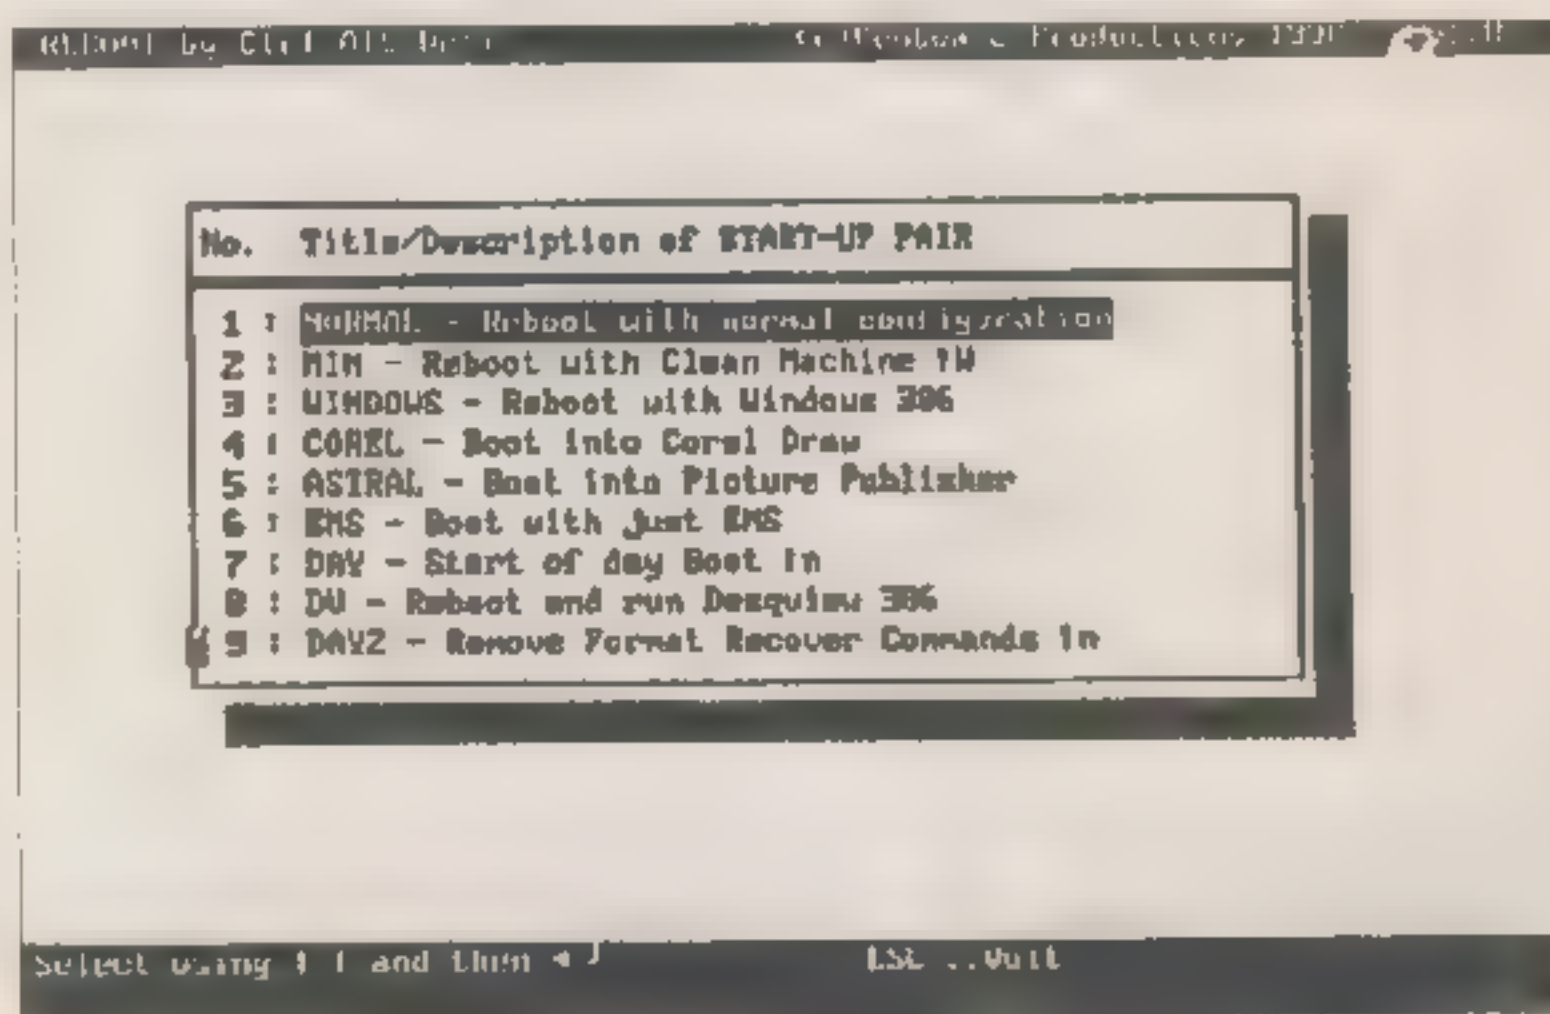 by
No. Title/Description of START-UP PAIR
1 : NORMAL - Reboot with normal configuration
2 : MIN - Reboot with Clean Machine
3 : WINDOWS - Reboot with Windows 386
4 : COREL - Boot into Corel Draw
5 : ASTRAL - Boot into Picture Publisher
6 : EMS - Boot with just EMS
7 : DAY - Start of day Boot In
8 : DV - Reboot and run Desqview 386
9 : DAY2 - Remove Format Recover Commands In
Select using and then ESC ..Quit